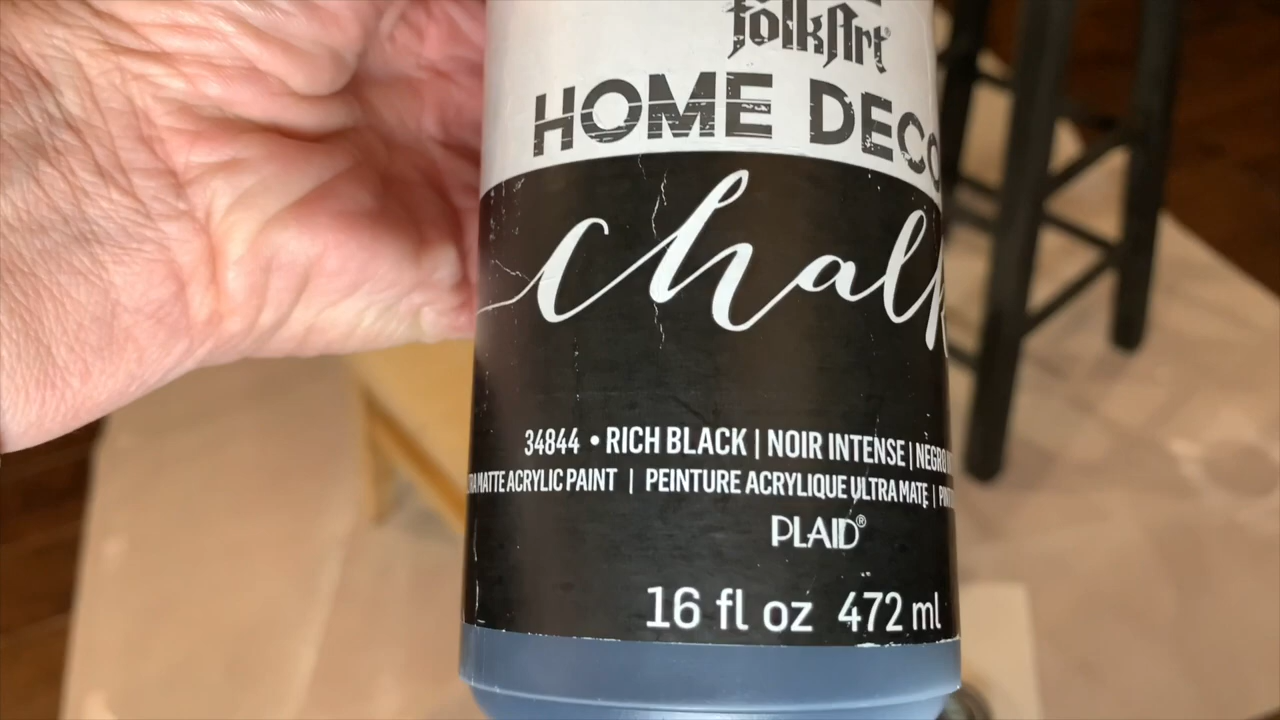 folkArt®
HOME DECO
chalk
34844 • RICH BLACK | NOIR INTENSE | NEGRO
MATTE ACRYLIC PAINT | PEINTURE ACRYLIQUE ULTRA MATE |
PLAID®
16 fl oz 472 ml